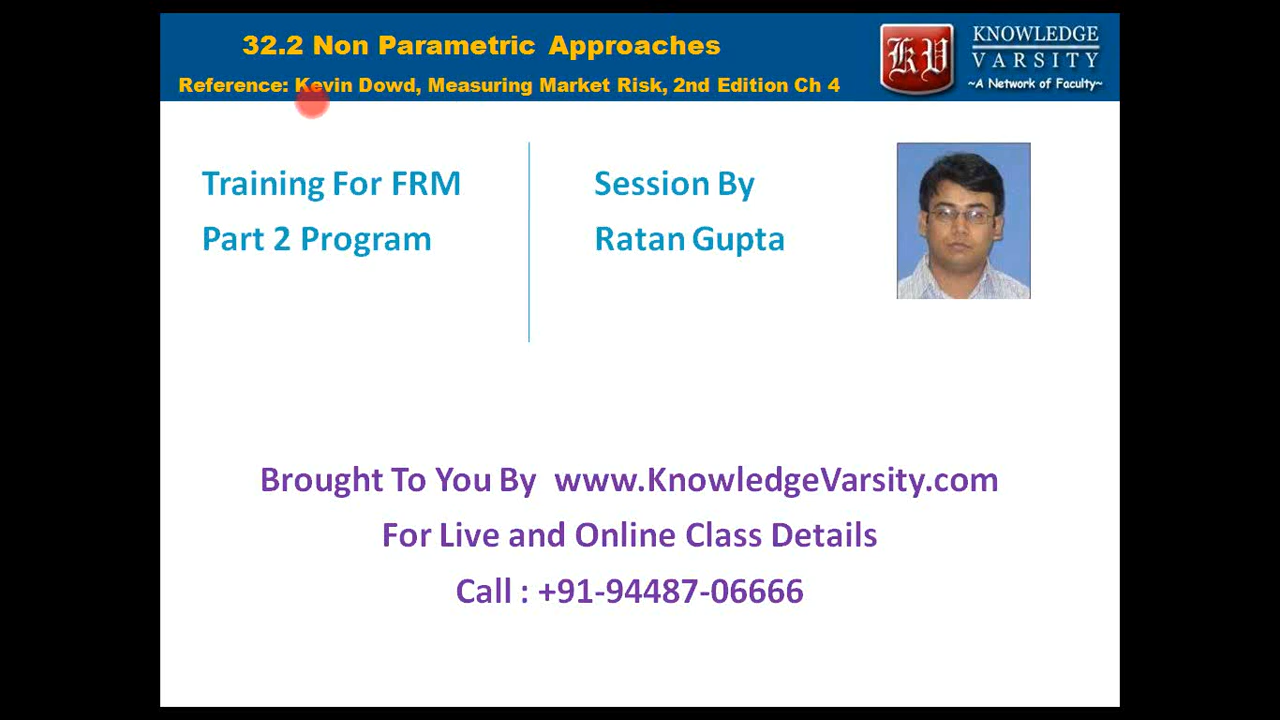 32.2 Non Parametric Approaches
Reference: Kevin Dowd, Measuring Market Risk, 2nd Edition Ch 4
KV
KNOWLEDGE
VARSITY
~A Network of Faculty~
Training For FRM
Part 2 Program
Session By
Ratan Gupta
Brought To You By www.KnowledgeVarsity.com
For Live and Online Class Details
Call : +91-94487-06666